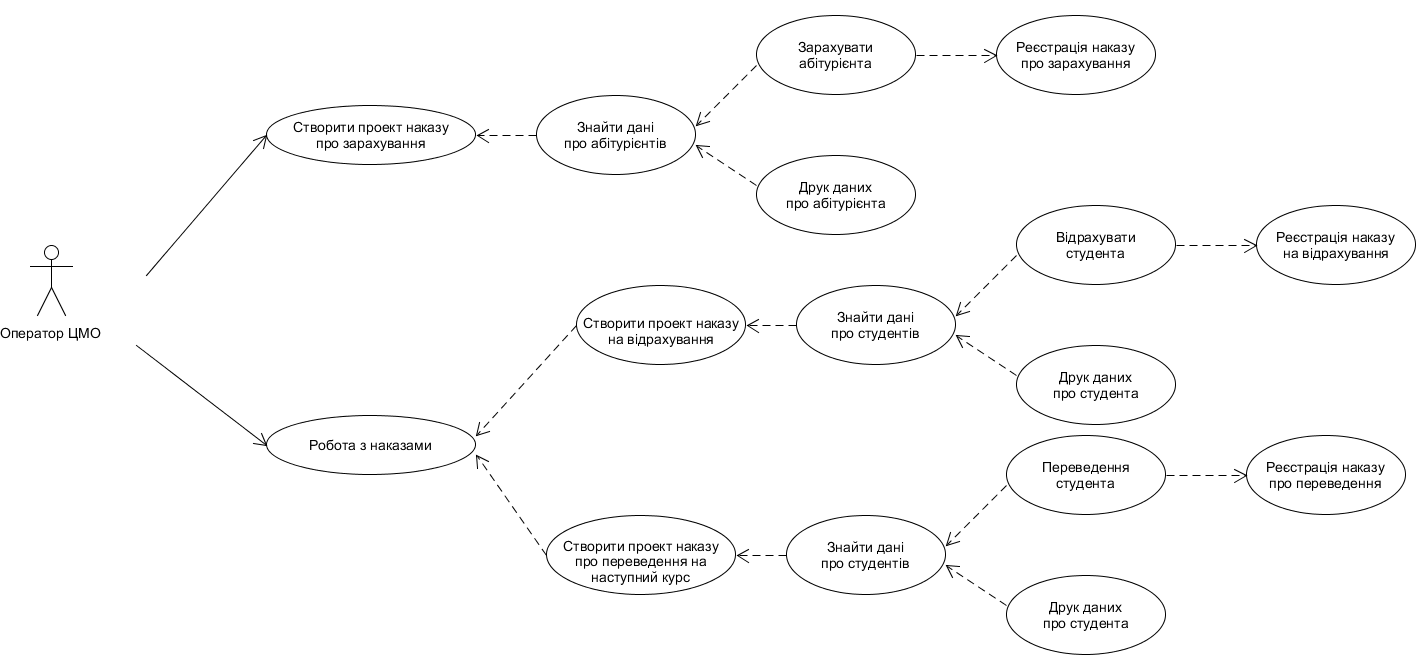 Зарахувати
абітурієнта
Реєстрація наказу
про зарахування
Створити проект наказу
про зарахування
Знайти дані
про абітурієнтів
Друк даних
про абітурієнта
Відрахувати
студента
Реєстрація наказу
на відрахування
Оператор ЦМО
Створити проект наказу
на відрахування
Знайти дані
про студентів
Друк даних
про студента
Робота з наказами
Переведення
студента
Реєстрація наказу
про переведення
Створити проект наказу
про переведення на
наступний курс
Знайти дані
про студентів
Друк даних
про студента